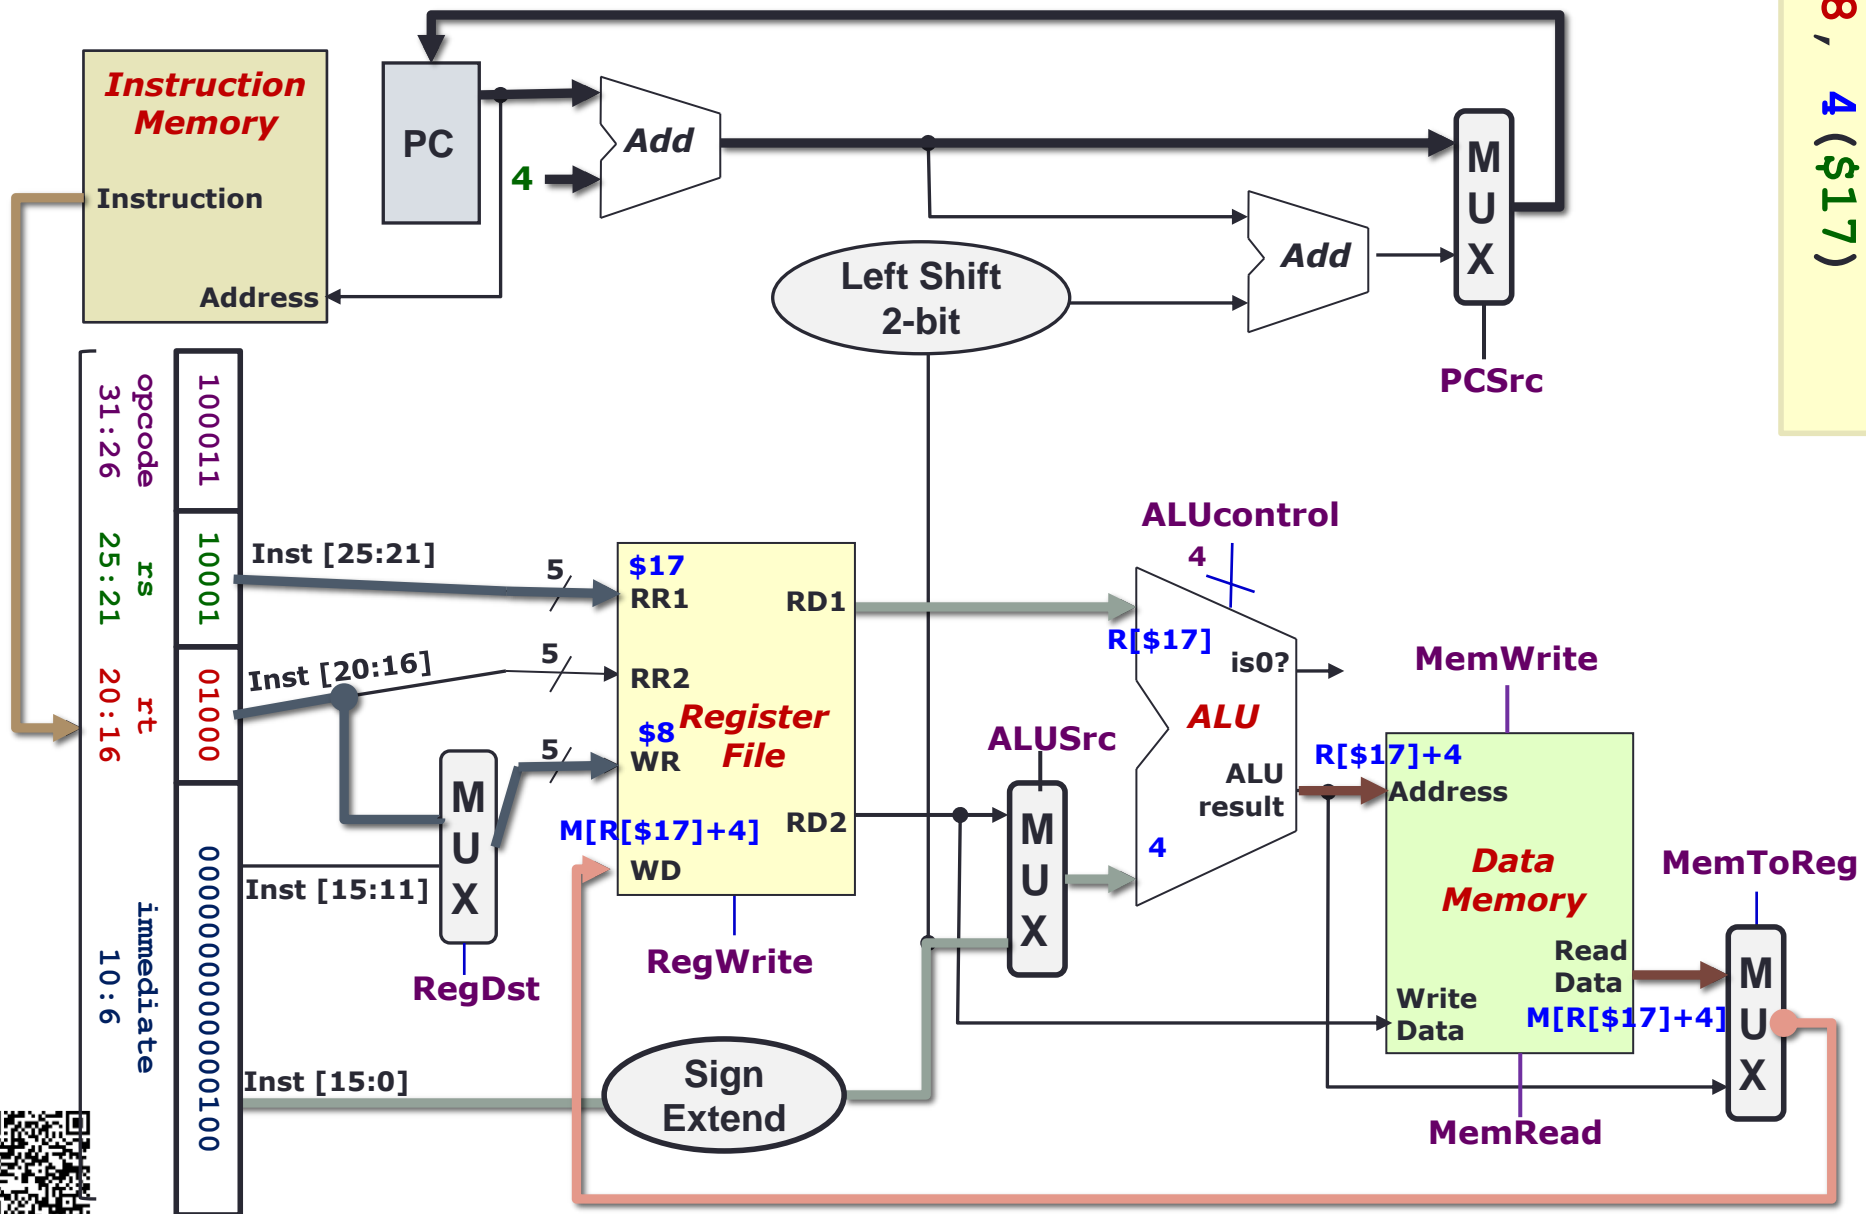 8, 4($17)
Instruction
Memory
Instruction
Address
PC
4
Add
Add
Left Shift
2-bit
M
U
X
PCSrc
opcode
31:26
100011
rs
25:21
10001
rt
20:16
01000
immediate
10:6
0000000000000100
Inst [25:21]
5
Inst [20:16]
5
5
Inst [15:11]
Inst [15:0]
M
U
X
RegDst
$17
RR1
RR2
$8
WR
M[R[$17]+4]
WD
RD1
RD2
Register
File
RegWrite
Sign
Extend
ALUSrc
M
U
X
ALUcontrol
4
R[$17]
is0?
ALU
ALU
result
4
R[$17]+4
MemWrite
Address
Data
Memory
Read
Data
Write
Data
M[R[$17]+4]
MemRead
MemToReg
M
U
X